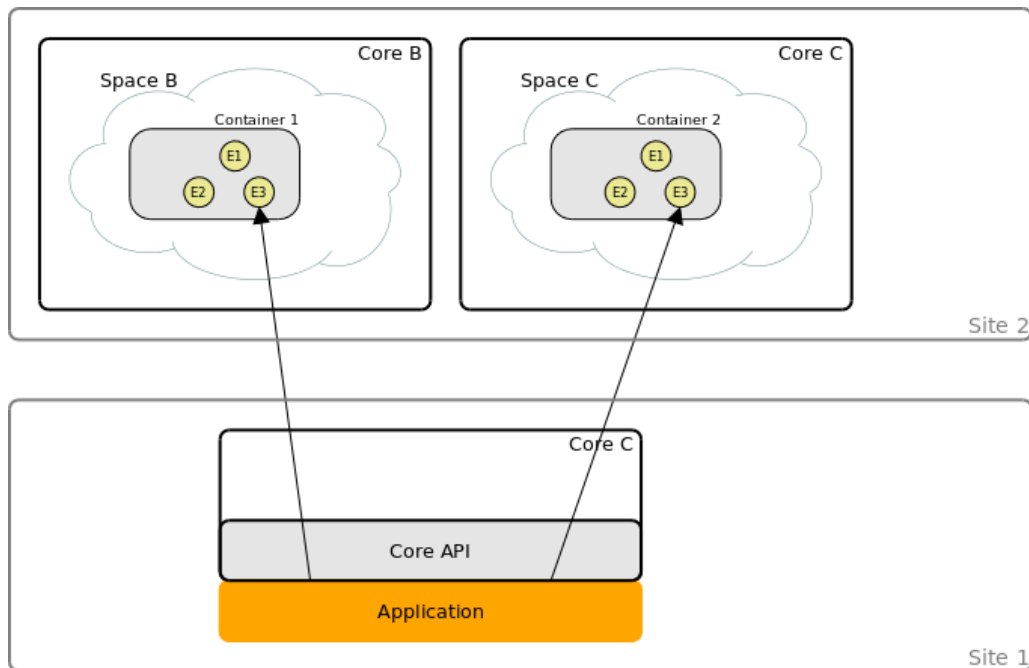 Core B
Core C
Space B
Space C
Container 1
Container 2
E1
E1
E2
E3
E2
E3
Site 2
Core C
Core API
Application
Site 1